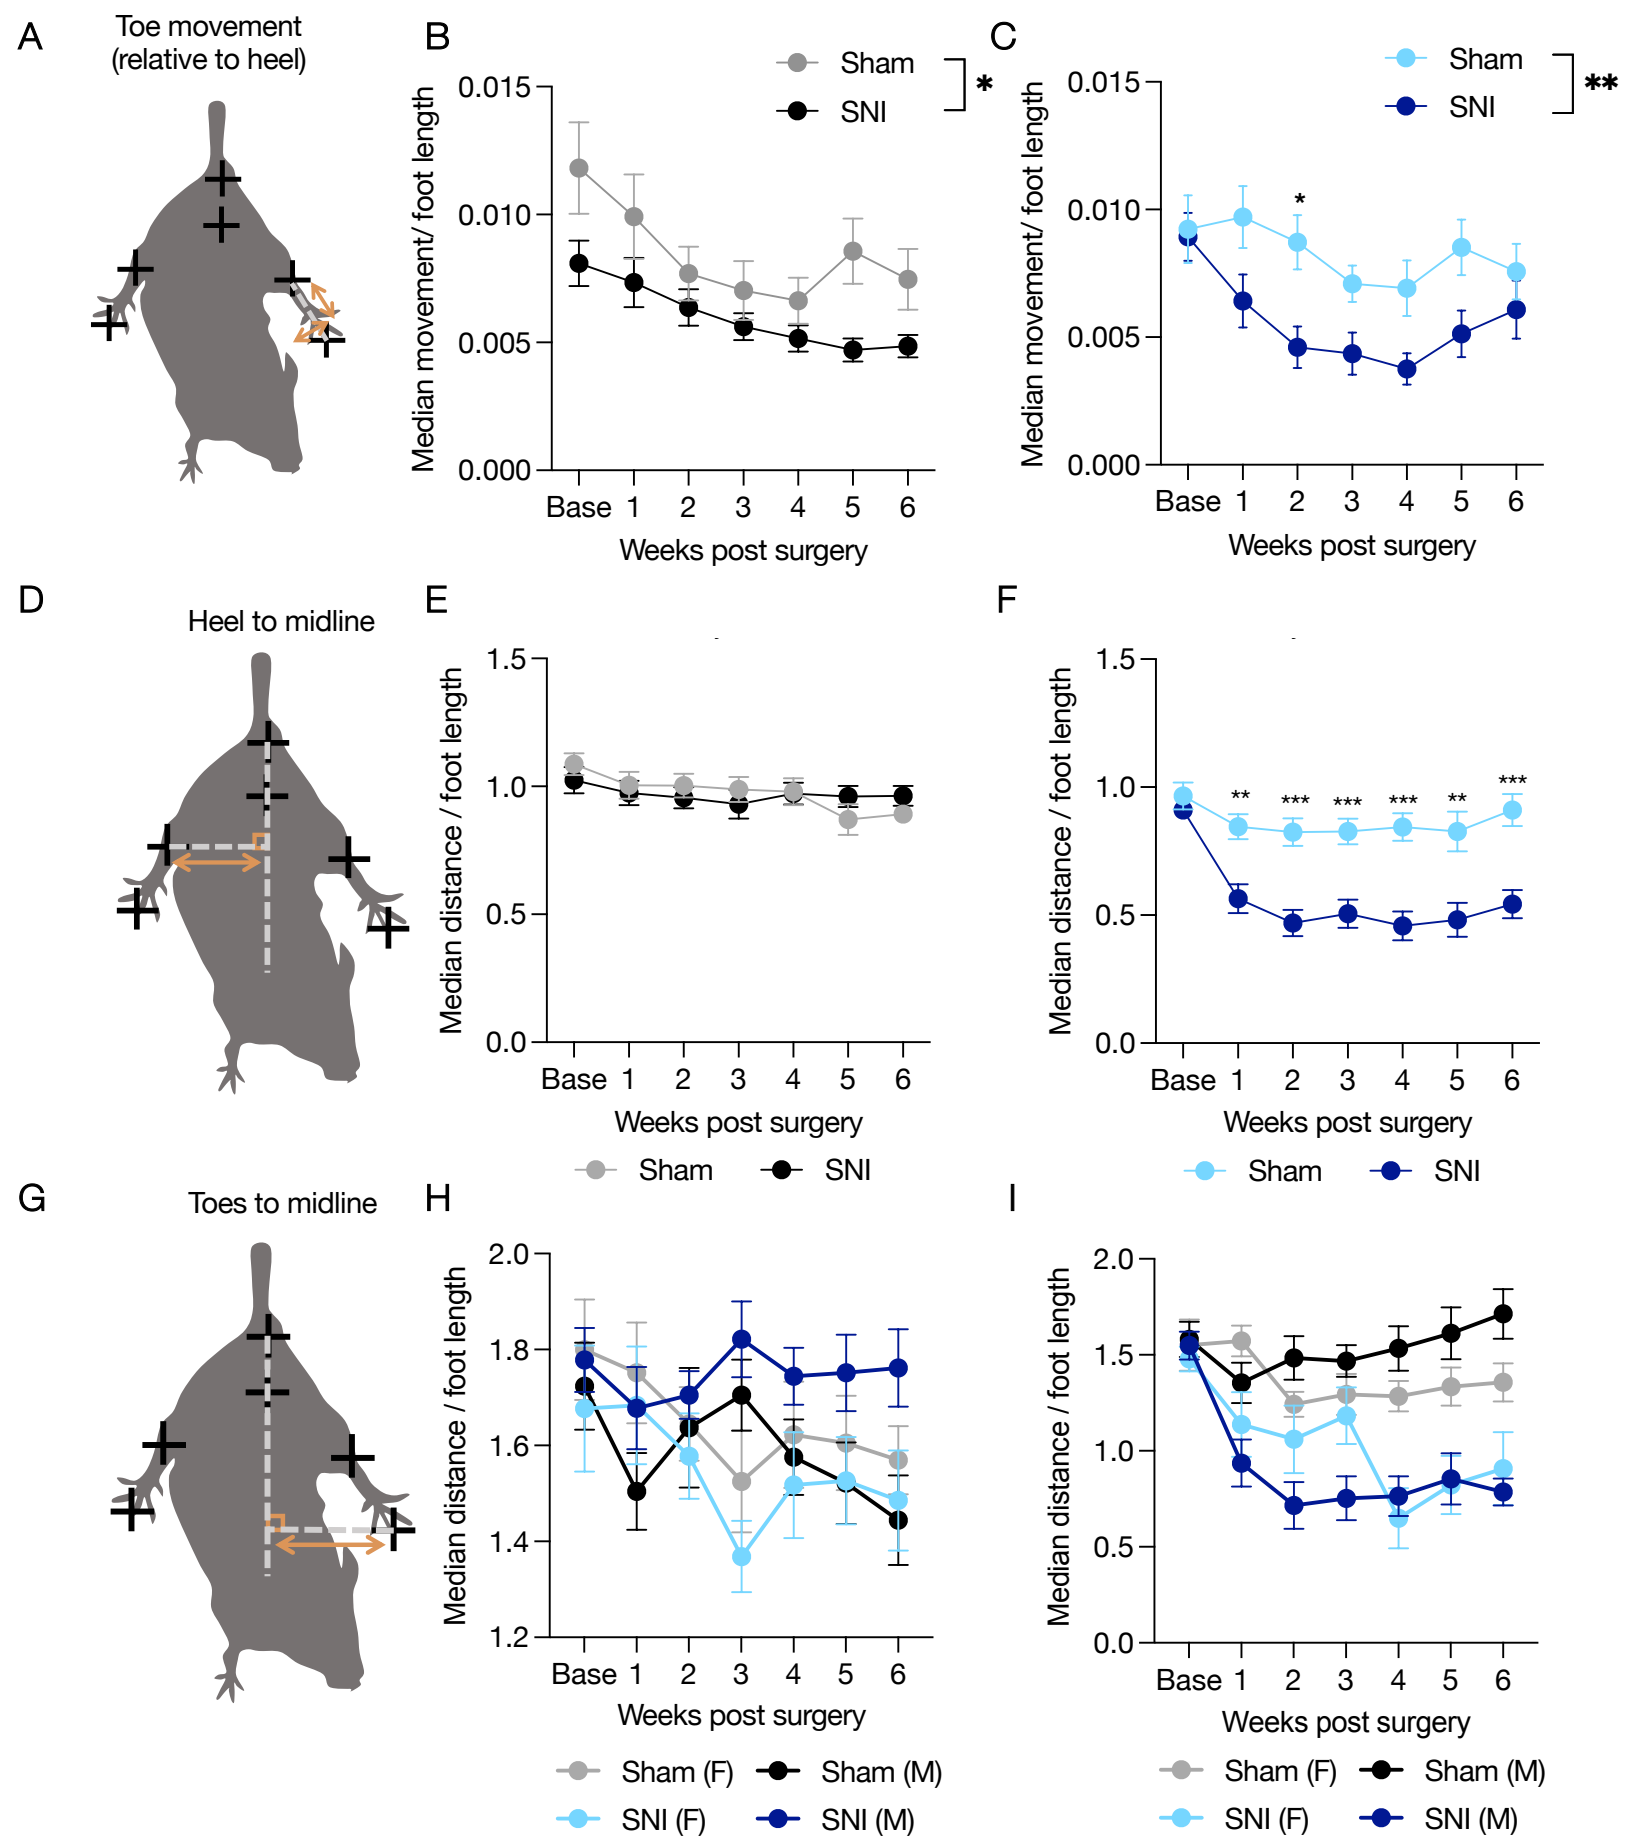 A
Toe movement
(relative to heel)
B
Sham
SNI
*
Median movement/ foot length
0.015
0.010
0.005
0.000
Base 1 2 3 4 5 6
Weeks post surgery
C
Sham
SNI
**
Median movement/ foot length
0.015
0.010
0.005
0.000
*
Base 1 2 3 4 5 6
Weeks post surgery
D
Heel to midline
E
Median distance / foot length
1.5
1.0
0.5
0.0
Base 1 2 3 4 5 6
Weeks post surgery
Sham SNI
F
Median distance / foot length
1.5
1.0
0.5
0.0
** *** *** *** ** ***
Base 1 2 3 4 5 6
Weeks post surgery
Sham SNI
G
Toes to midline
H
Median distance / foot length
2.0
1.8
1.6
1.4
1.2
Base 1 2 3 4 5 6
Weeks post surgery
Sham (F) Sham (M)
SNI (F) SNI (M)
I
Median distance / foot length
2.0
1.5
1.0
0.5
0.0
Base 1 2 3 4 5 6
Weeks post surgery
Sham (F) Sham (M)
SNI (F) SNI (M)